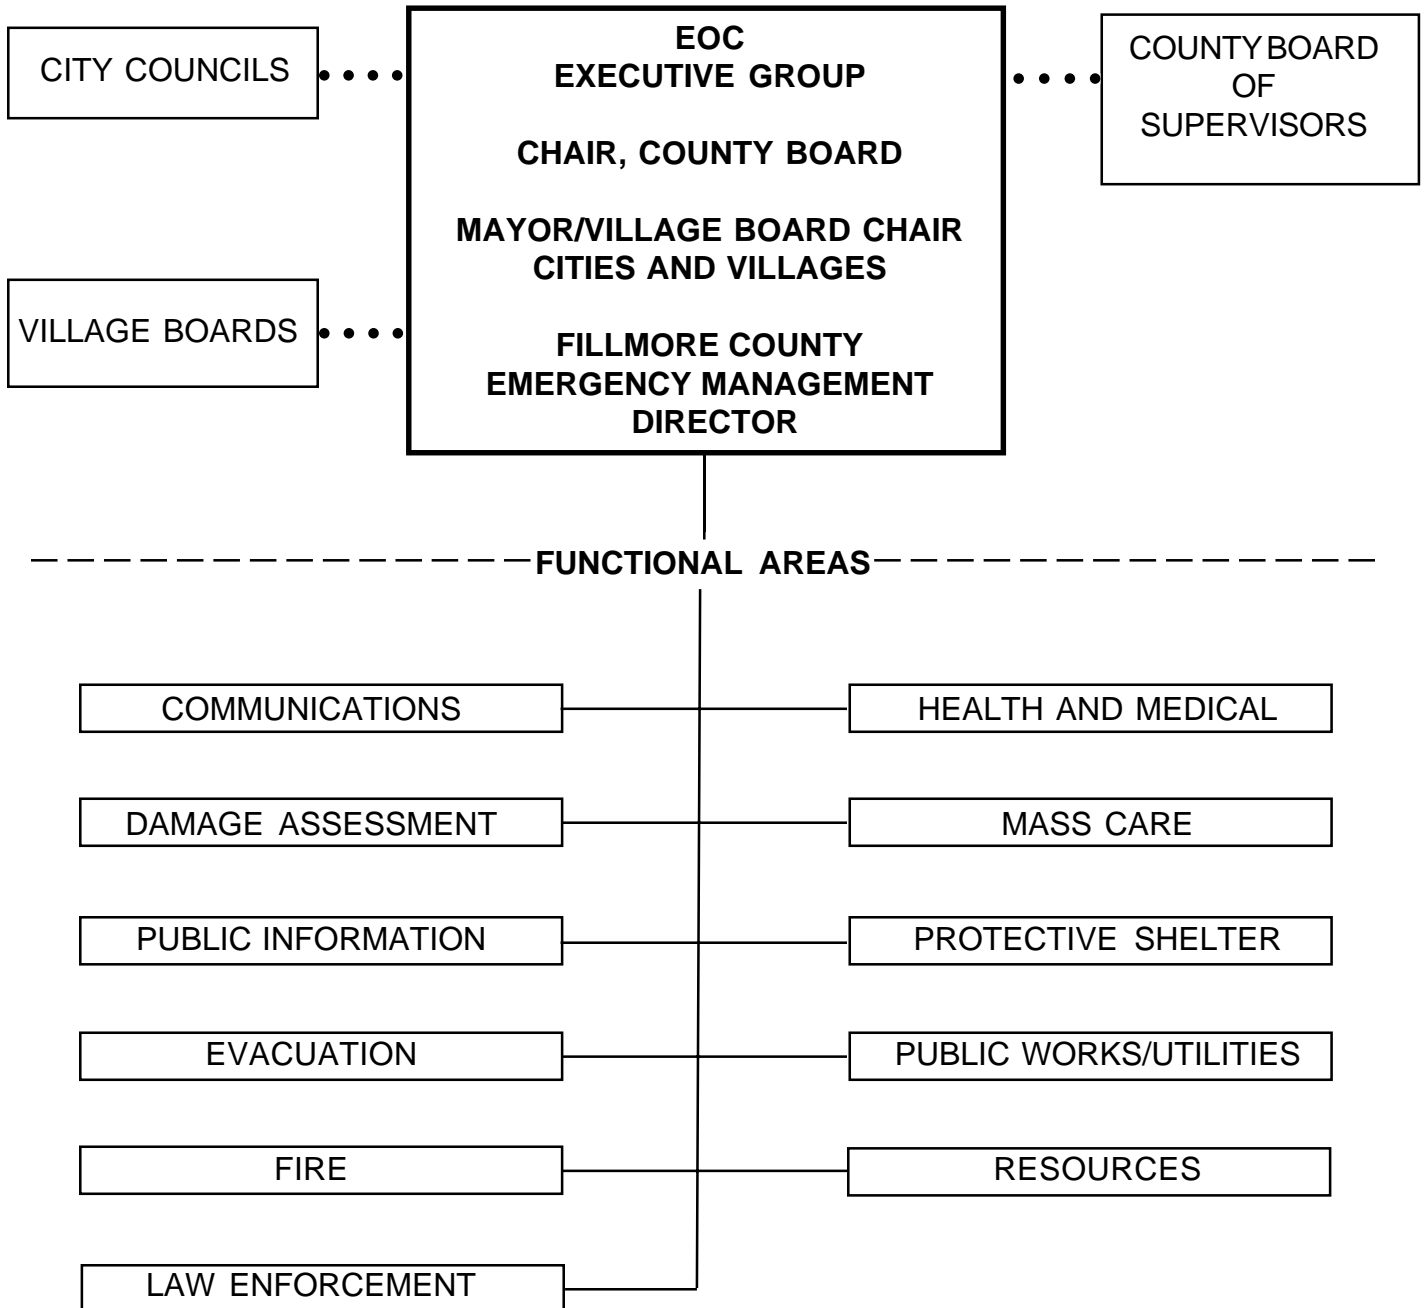 CITY COUNCILS
EOC
EXECUTIVE GROUP
CHAIR, COUNTY BOARD
MAYOR/VILLAGE BOARD CHAIR
CITIES AND VILLAGES
FILLMORE COUNTY
EMERGENCY MANAGEMENT
DIRECTOR
COUNTY BOARD
OF
SUPERVISORS
VILLAGE BOARDS
FUNCTIONAL AREAS
COMMUNICATIONS
HEALTH AND MEDICAL
DAMAGE ASSESSMENT
MASS CARE
PUBLIC INFORMATION
PROTECTIVE SHELTER
EVACUATION
PUBLIC WORKS/UTILITIES
FIRE
RESOURCES
LAW ENFORCEMENT